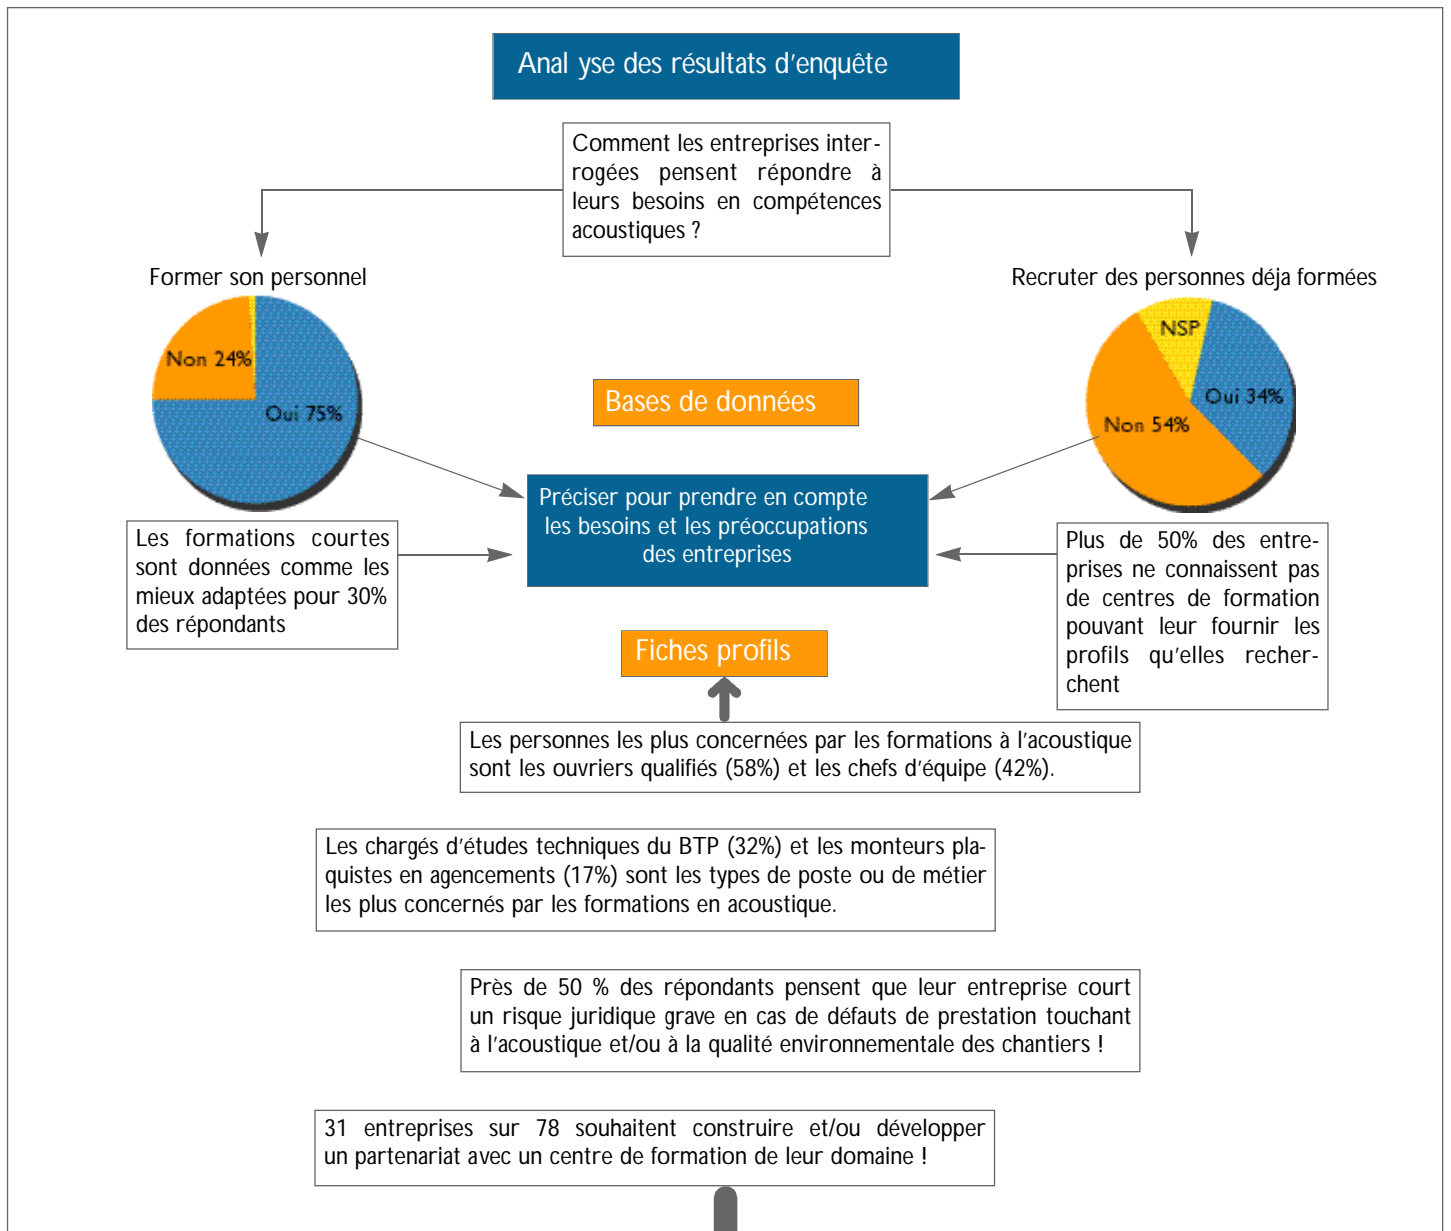 Anal yse des résultats d'enquête
Comment les entreprises inter-
rogées pensent répondre à
leurs besoins en compétences
acoustiques ?
Former son personnel
Recruter des personnes déja formées
Non 24%
Oui 75%
NSP
Oui 34%
Non 54%
Bases de données
Préciser pour prendre en compte
les besoins et les préoccupations
des entreprises
Les formations courtes
sont données comme les
mieux adaptées pour 30%
des répondants
Plus de 50% des entre-
prises ne connaissent pas
de centres de formation
pouvant leur fournir les
profils qu'elles recher-
chent
Fiches profils
Les personnes les plus concernées par les formations à l'acoustique
sont les ouvriers qualifiés (58%) et les chefs d'équipe (42%).
Les chargés d'études techniques du BTP (32%) et les monteurs pla-
quistes en agencements (17%) sont les types de poste ou de métier
les plus concernés par les formations en acoustique.
Près de 50 % des répondants pensent que leur entreprise court
un risque juridique grave en cas de défauts de prestation touchant
à l'acoustique et/ou à la qualité environnementale des chantiers !
31 entreprises sur 78 souhaitent construire et/ou développer
un partenariat avec un centre de formation de leur domaine !